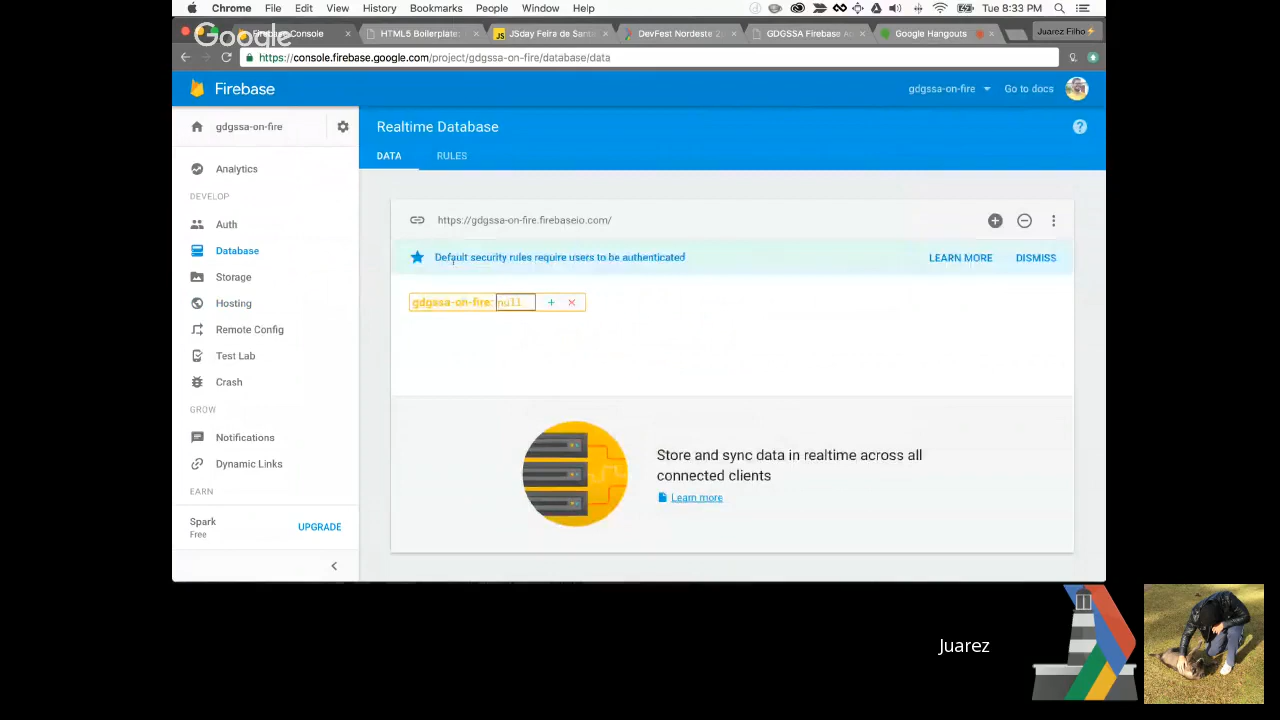 Chrome File Edit View History Bookmarks People Window Help Tue 8:33 PM
Google
Firebase Console HTML5 Boilerplate: JSday Feira de Santa DevFest Nordeste 2 GDGSSA Firebase A Google Hangouts Juarez Filho
https://console.firebase.google.com/project/gdgssa-on-fire/database/data
Firebase gdgssa-on-fire Go to docs
gdgssa-on-fire
Realtime Database
DATA RULES
Analytics
DEVELOP
Auth
Database
Storage
Hosting
Remote Config
Test Lab
Crash
GROW
Notifications
Dynamic Links
EARN
Spark
Free
UPGRADE
https://gdgssa-on-fire.firebaseio.com/
Default security rules require users to be authenticated LEARN MORE DISMISS
gdgssa-on-fire: null
Store and sync data in realtime across all
connected clients
Learn more
Juarez